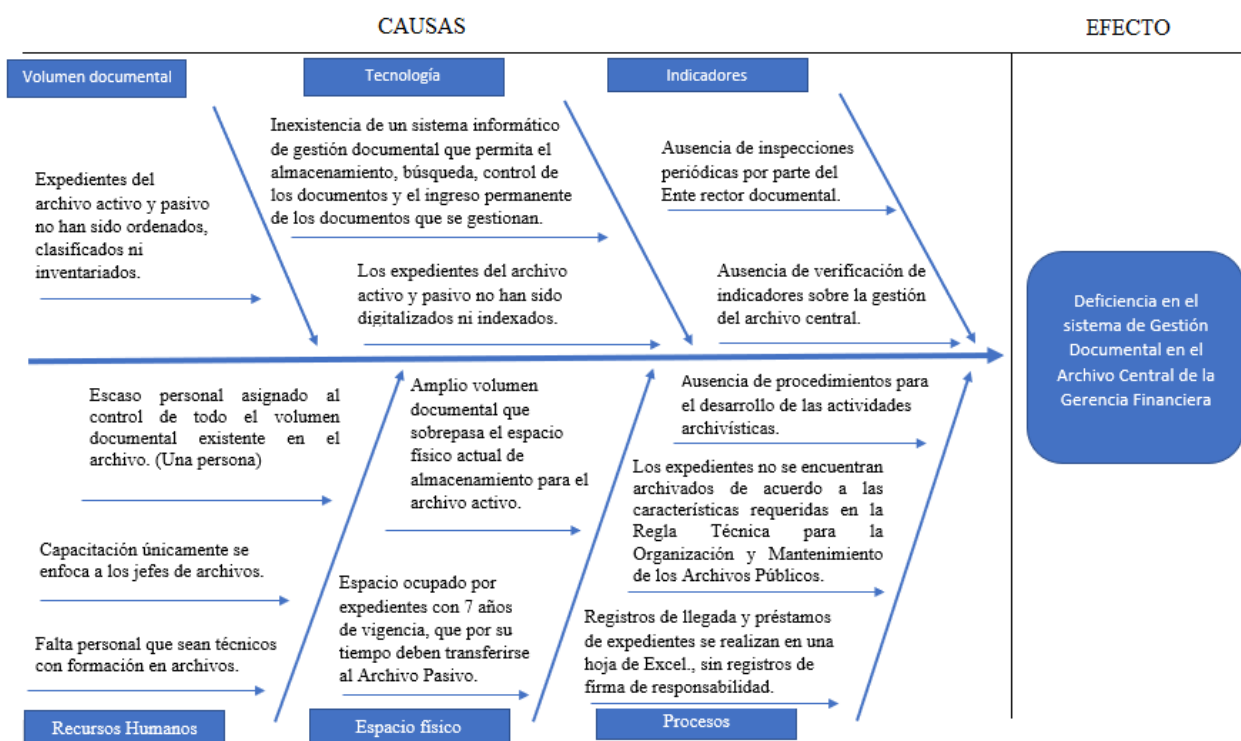 CAUSAS
EFECTO
Volumen documental
Tecnología
Indicadores
Expedientes del
archivo activo y pasivo
no han sido ordenados,
clasificados ni
inventariados.
Inexistencia de un sistema informático
de gestión documental que permita el
almacenamiento, búsqueda, control de
los documentos y el ingreso permanente
de los documentos que se gestionan.
Los expedientes del archivo
activo y pasivo no han sido
digitalizados ni indexados.
Ausencia de inspecciones
periódicas por parte del
Ente rector documental.
Ausencia de verificación de
indicadores sobre la gestión
del archivo central.
Deficiencia en el
sistema de Gestión
Documental en el
Archivo Central de la
Gerencia Financiera
Escaso personal asignado al
control de todo el volumen
documental existente en el
archivo. (Una persona)
Capacitación únicamente se
enfoca a los jefes de archivos.
Falta personal que sean técnicos
con formación en archivos.
Amplio volumen
documental que
sobrepasa el espacio
físico actual de
almacenamiento para el
archivo activo.
Espacio ocupado por
expedientes con 7 años
de vigencia, que por su
tiempo deben transferirse
al Archivo Pasivo.
Ausencia de procedimientos para
el desarrollo de las actividades
archivísticas.
Los expedientes no se encuentran
archivados de acuerdo a las
características requeridas en la
Regla Técnica para la
Organización y Mantenimiento
de los Archivos Públicos.
Registros de llegada y préstamos
de expedientes se realizan en una
hoja de Excel., sin registros de
firma de responsabilidad.
Recursos Humanos
Espacio físico
Procesos